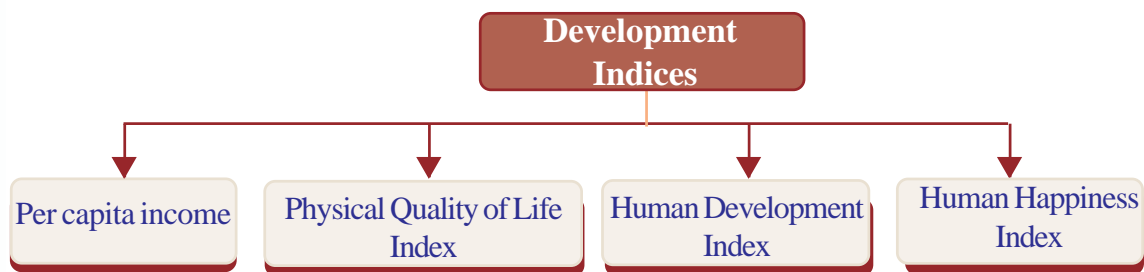 Development
Indices
Per capita income
Physical Quality of Life
Index
Human Development
Index
Human Happiness
Index